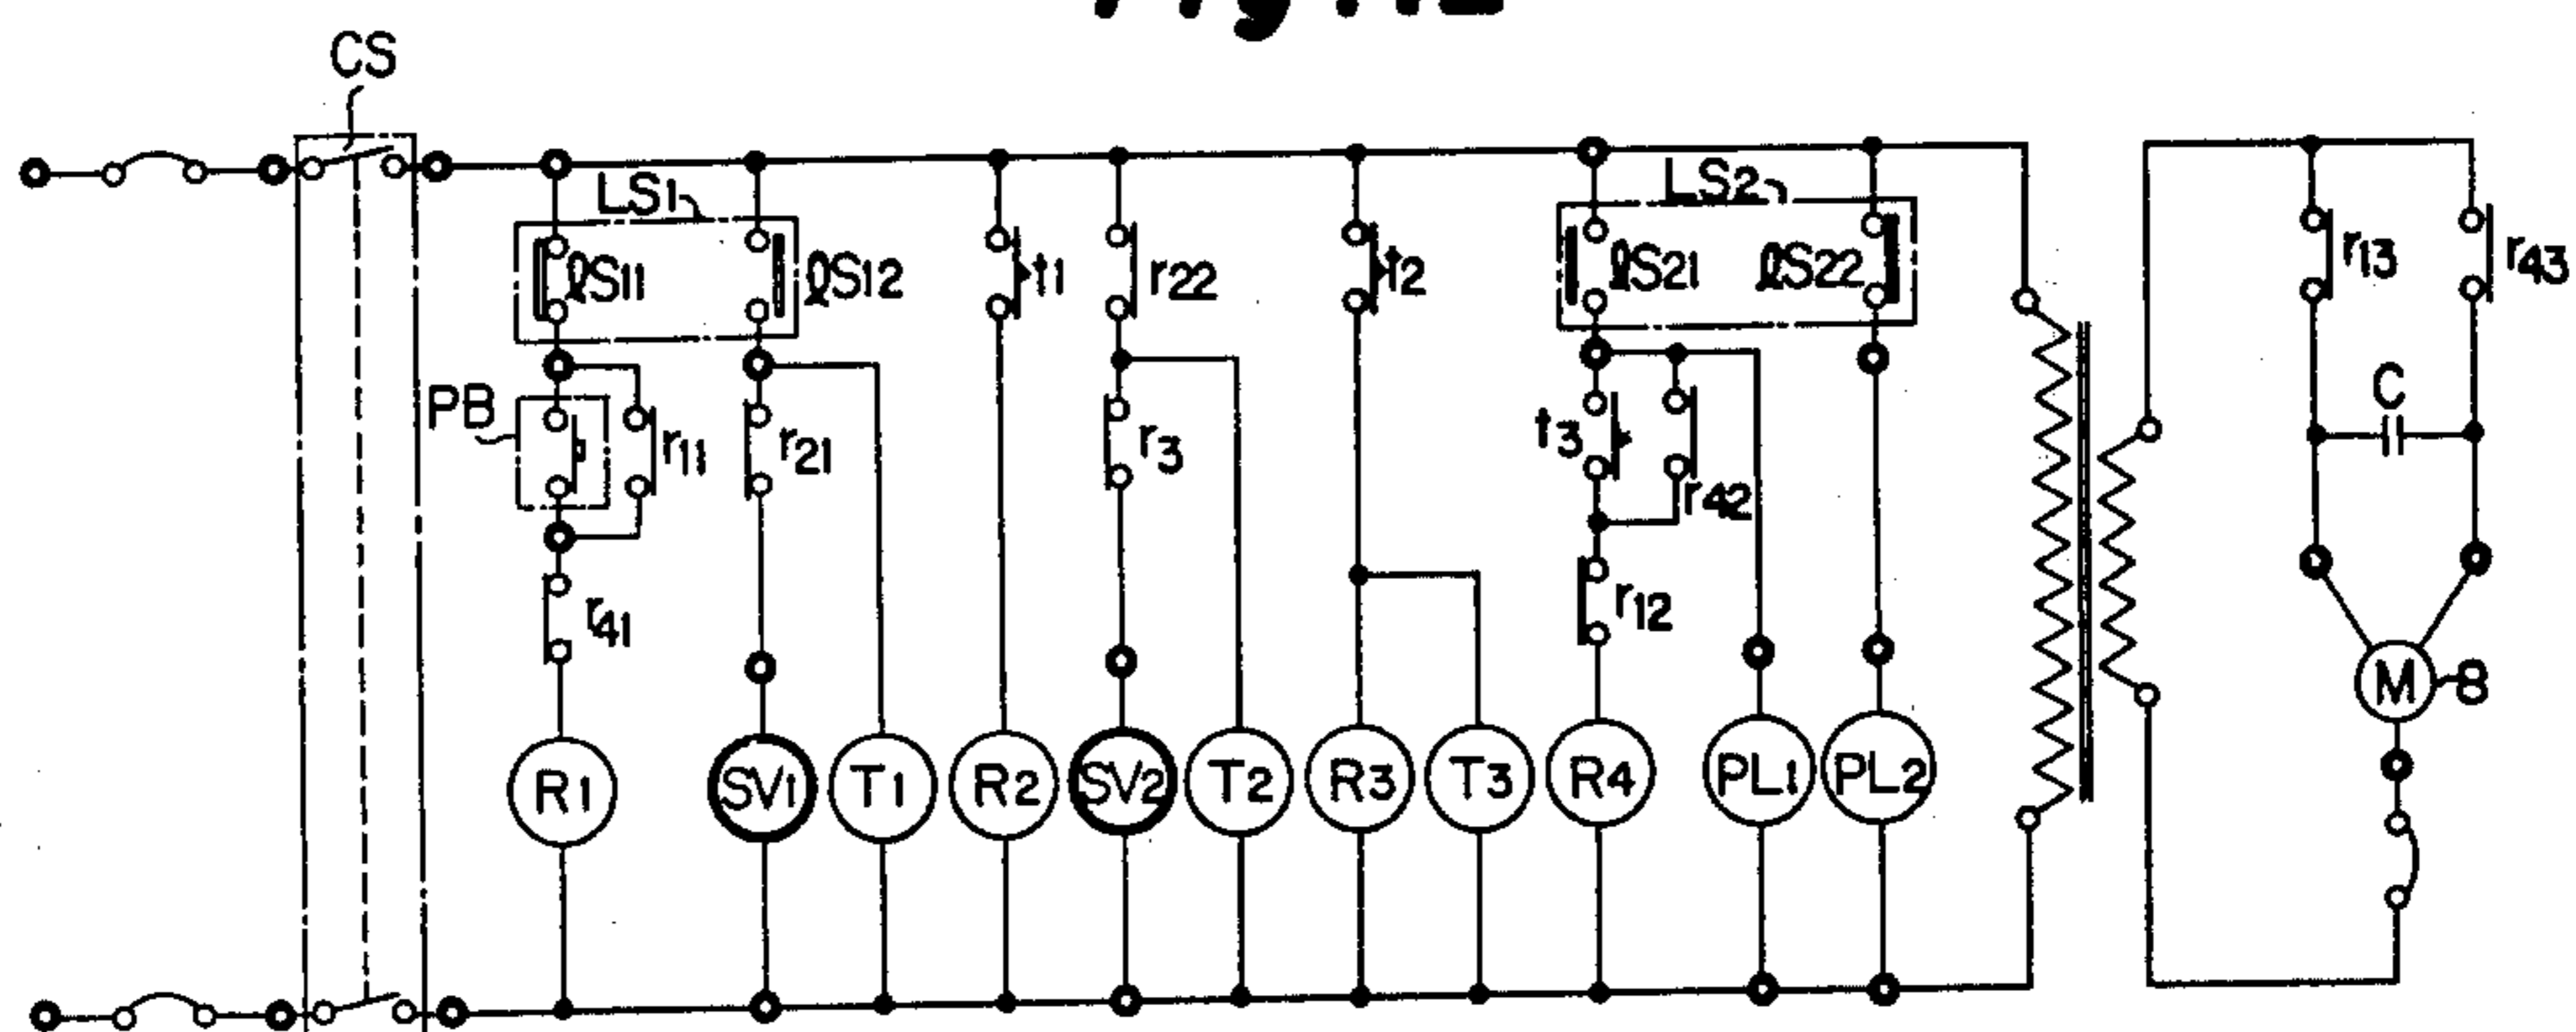 CS
LS1
LS2
ℓS11
ℓS12
t1
r22
t2
ℓS21
ℓS22
r13
r43
PB
r11
r21
r3
t3
r42
C
r41
r12
M
8
R1
SV1
T1
R2
SV2
T2
R3
T3
R4
PL1
PL2